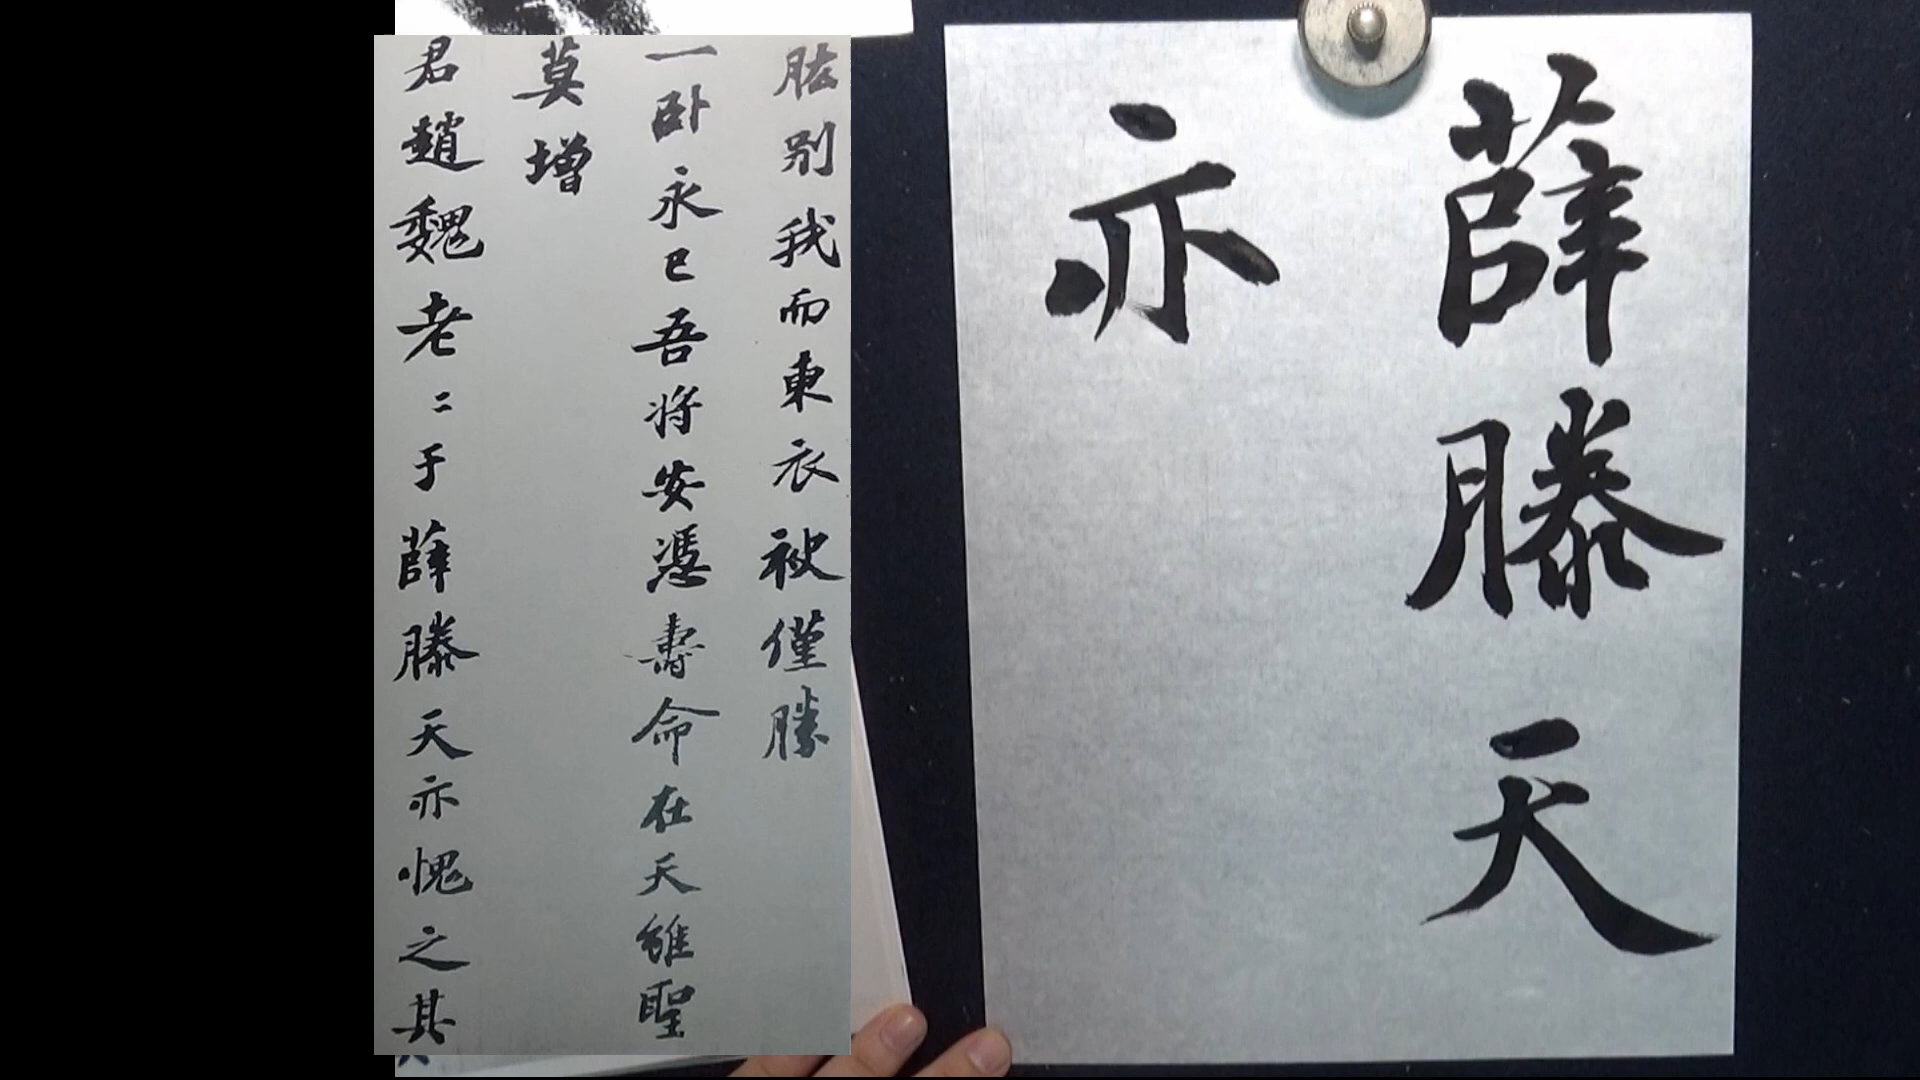 肱别我而東衣袂僅勝
一卧永已吾将安憑壽命在天雖聖
莫增
君趙魏老二于薛滕天亦愧之其
薛滕天
亦